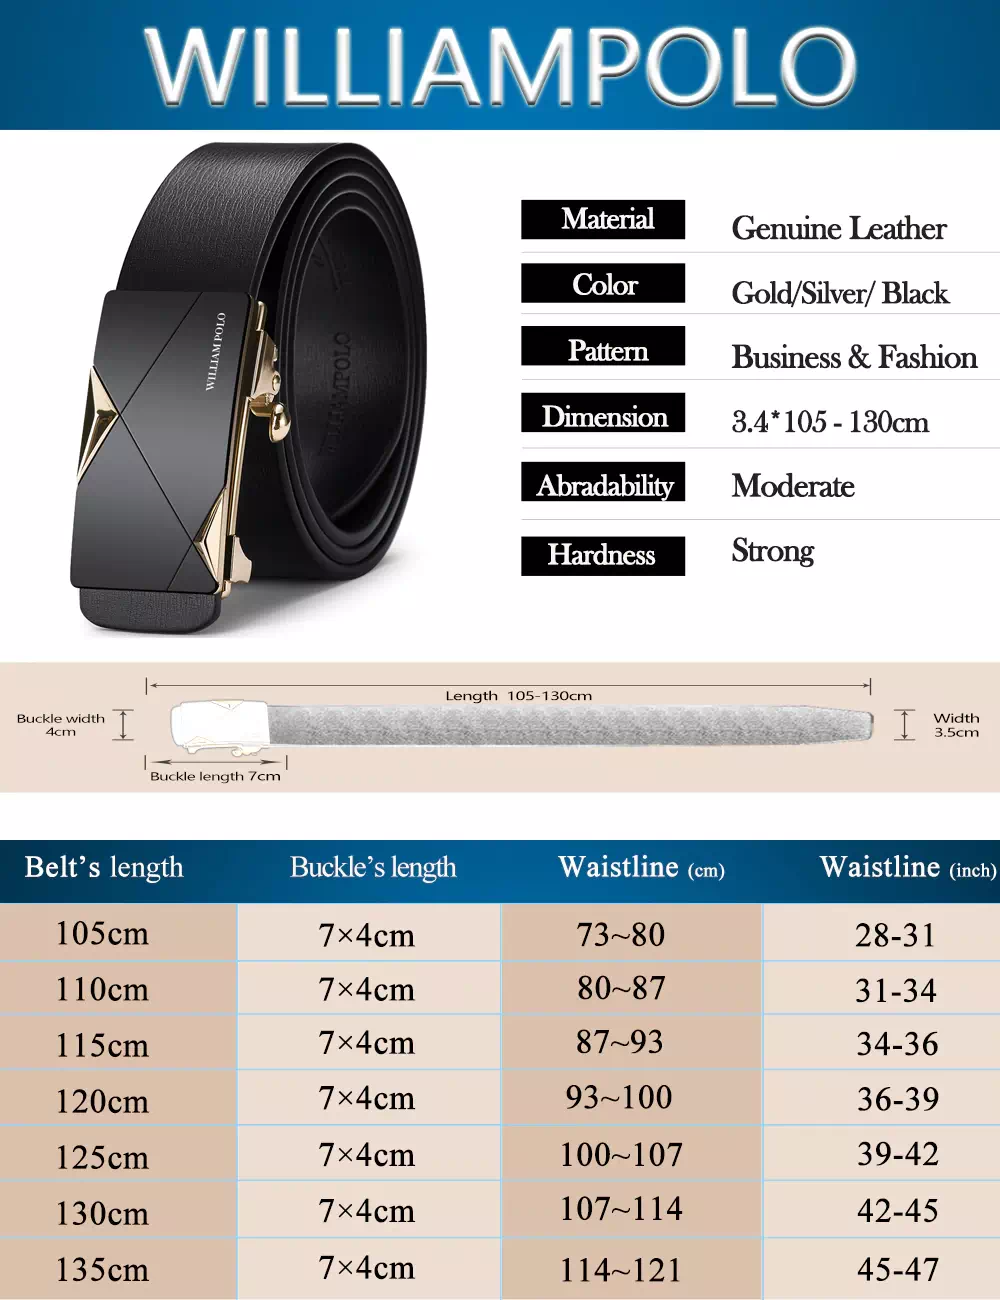 WILLIAMPOLO
WILLIAM POLO
WILLIAMPOLO
Material Genuine Leather
Color Gold/Silver/ Black
Pattern Business & Fashion
Dimension 3.4*105 - 130cm
Abradability Moderate
Hardness Strong
Length 105-130cm
Buckle width
4cm
Width
3.5cm
Buckle length 7cm
Belt's length Buckle's length Waistline (cm) Waistline (inch)
105cm 7×4cm 73~80 28-31
110cm 7×4cm 80~87 31-34
115cm 7×4cm 87~93 34-36
120cm 7×4cm 93~100 36-39
125cm 7×4cm 100~107 39-42
130cm 7×4cm 107~114 42-45
135cm 7×4cm 114~121 45-47